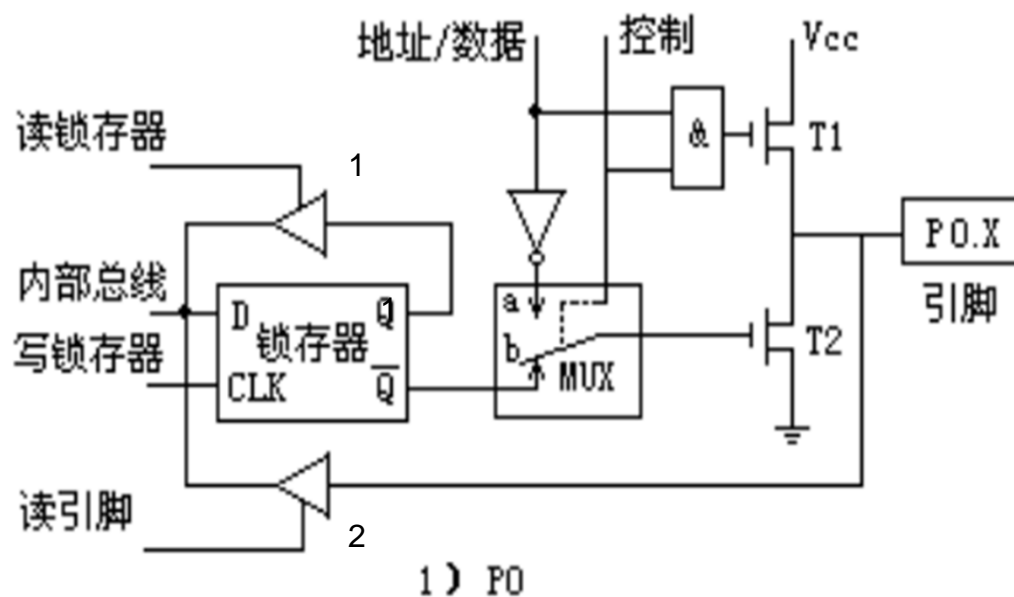 地址/数据
控制
Vcc
读锁存器
1
&
T1
P0.X
引脚
内部总线
写锁存器
D
锁存器
Q
1
CLK
Q
a
b
MUX
T2
读引脚
2
1) P0